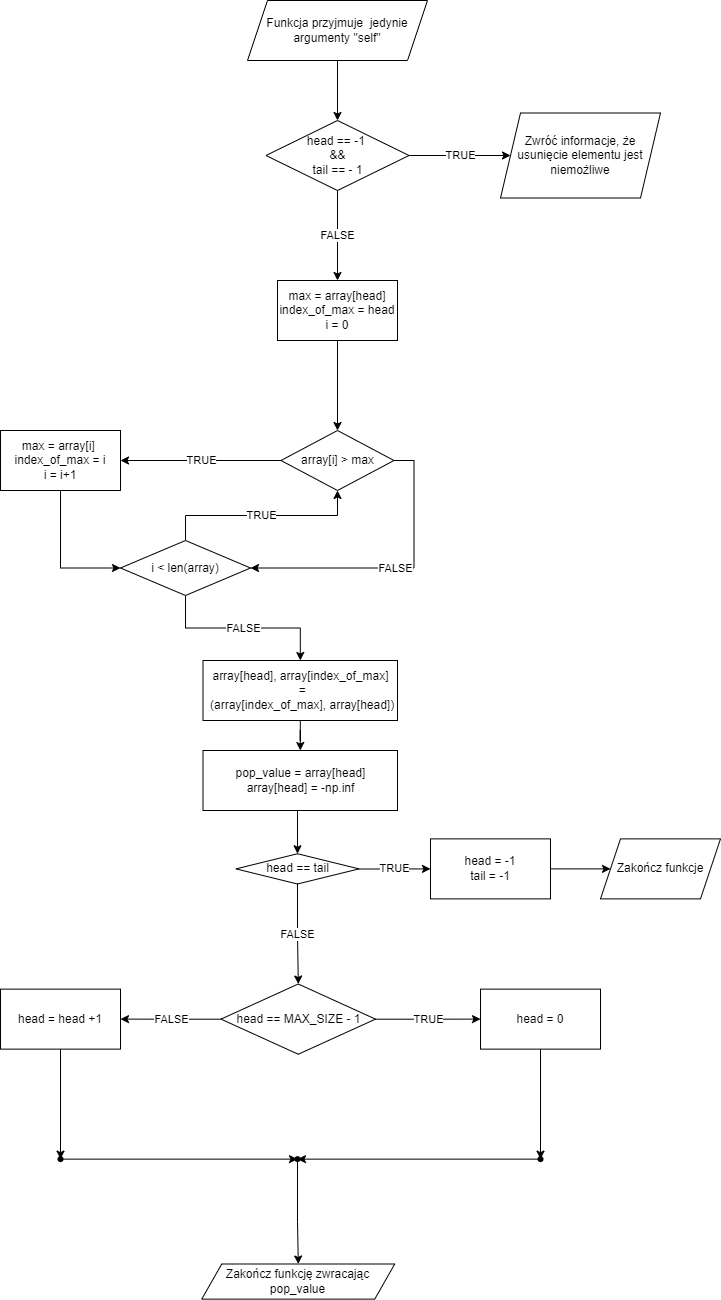 Funkcja przyjmuje  jedynie
argumenty "self"
head == -1
&&
tail == - 1
TRUE
Zwróć informacje, że
usunięcie elementu jest
niemożliwe
FALSE
max = array[head]
index_of_max = head
i = 0
array[i] > max
TRUE
max = array[i]
index_of_max = i
i = i+1
TRUE
i < len(array)
FALSE
FALSE
array[head], array[index_of_max]
=
(array[index_of_max], array[head])
pop_value = array[head]
array[head] = -np.inf
head == tail
TRUE
head = -1
tail = -1
Zakończ funkcje
FALSE
head == MAX_SIZE - 1
FALSE
head = head +1
TRUE
head = 0
Zakończ funkcję zwracając
pop_value